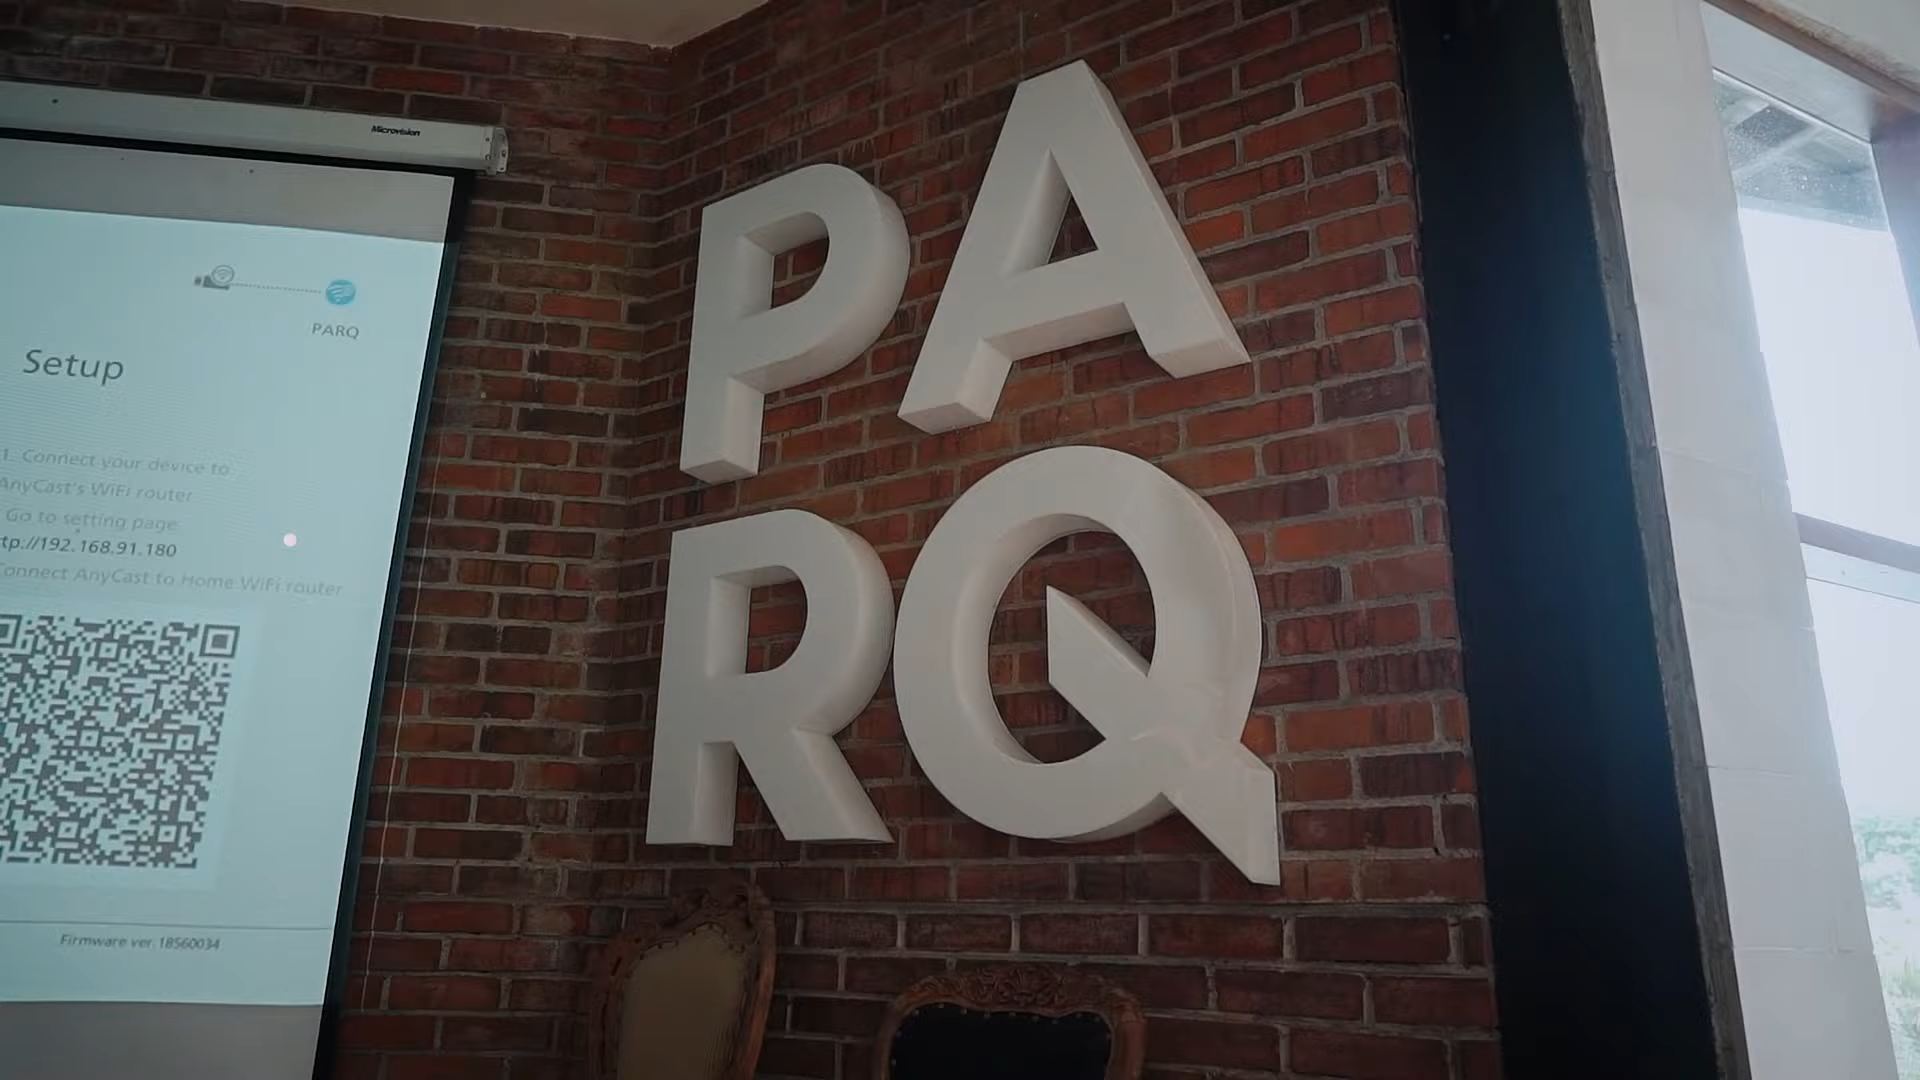 Microvision
PARQ
Setup
1. Connect your device to
AnyCast's WiFi router
Go to setting page
tp://192.168.91.180
Connect AnyCast to Home WiFi router
Firmware ver. 18560034
PA
RQ